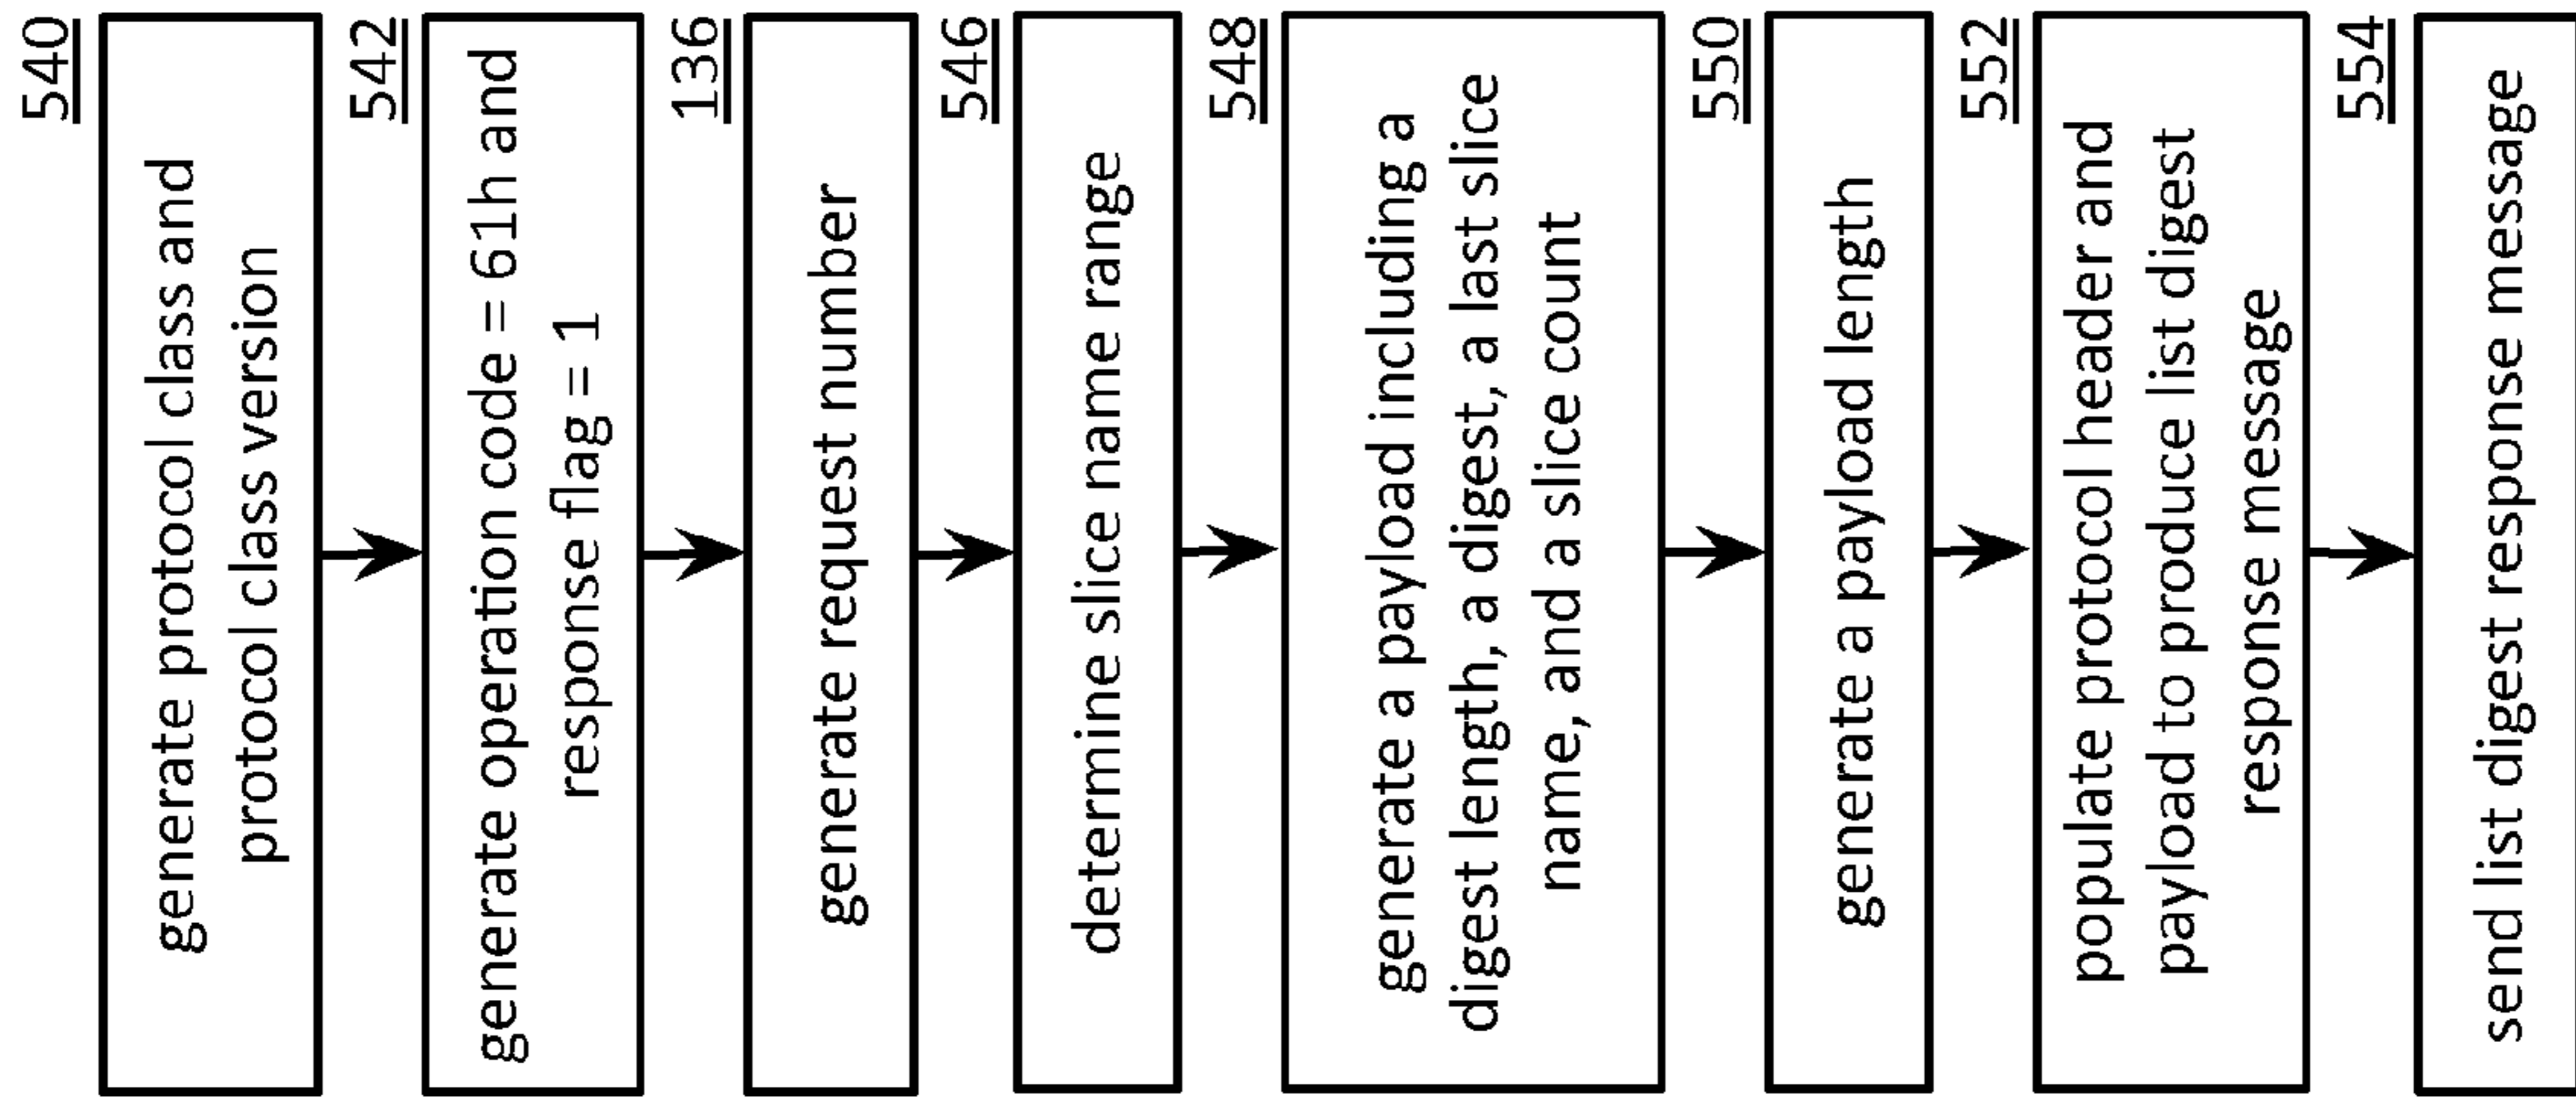 540
generate protocol class and
protocol class version
542
generate operation code = 61h and
response flag = 1
136
generate request number
546
determine slice name range
548
generate a payload including a
digest length, a digest, a last slice
name, and a slice count
550
generate a payload length
552
populate protocol header and
payload to produce list digest
response message
554
send list digest response message